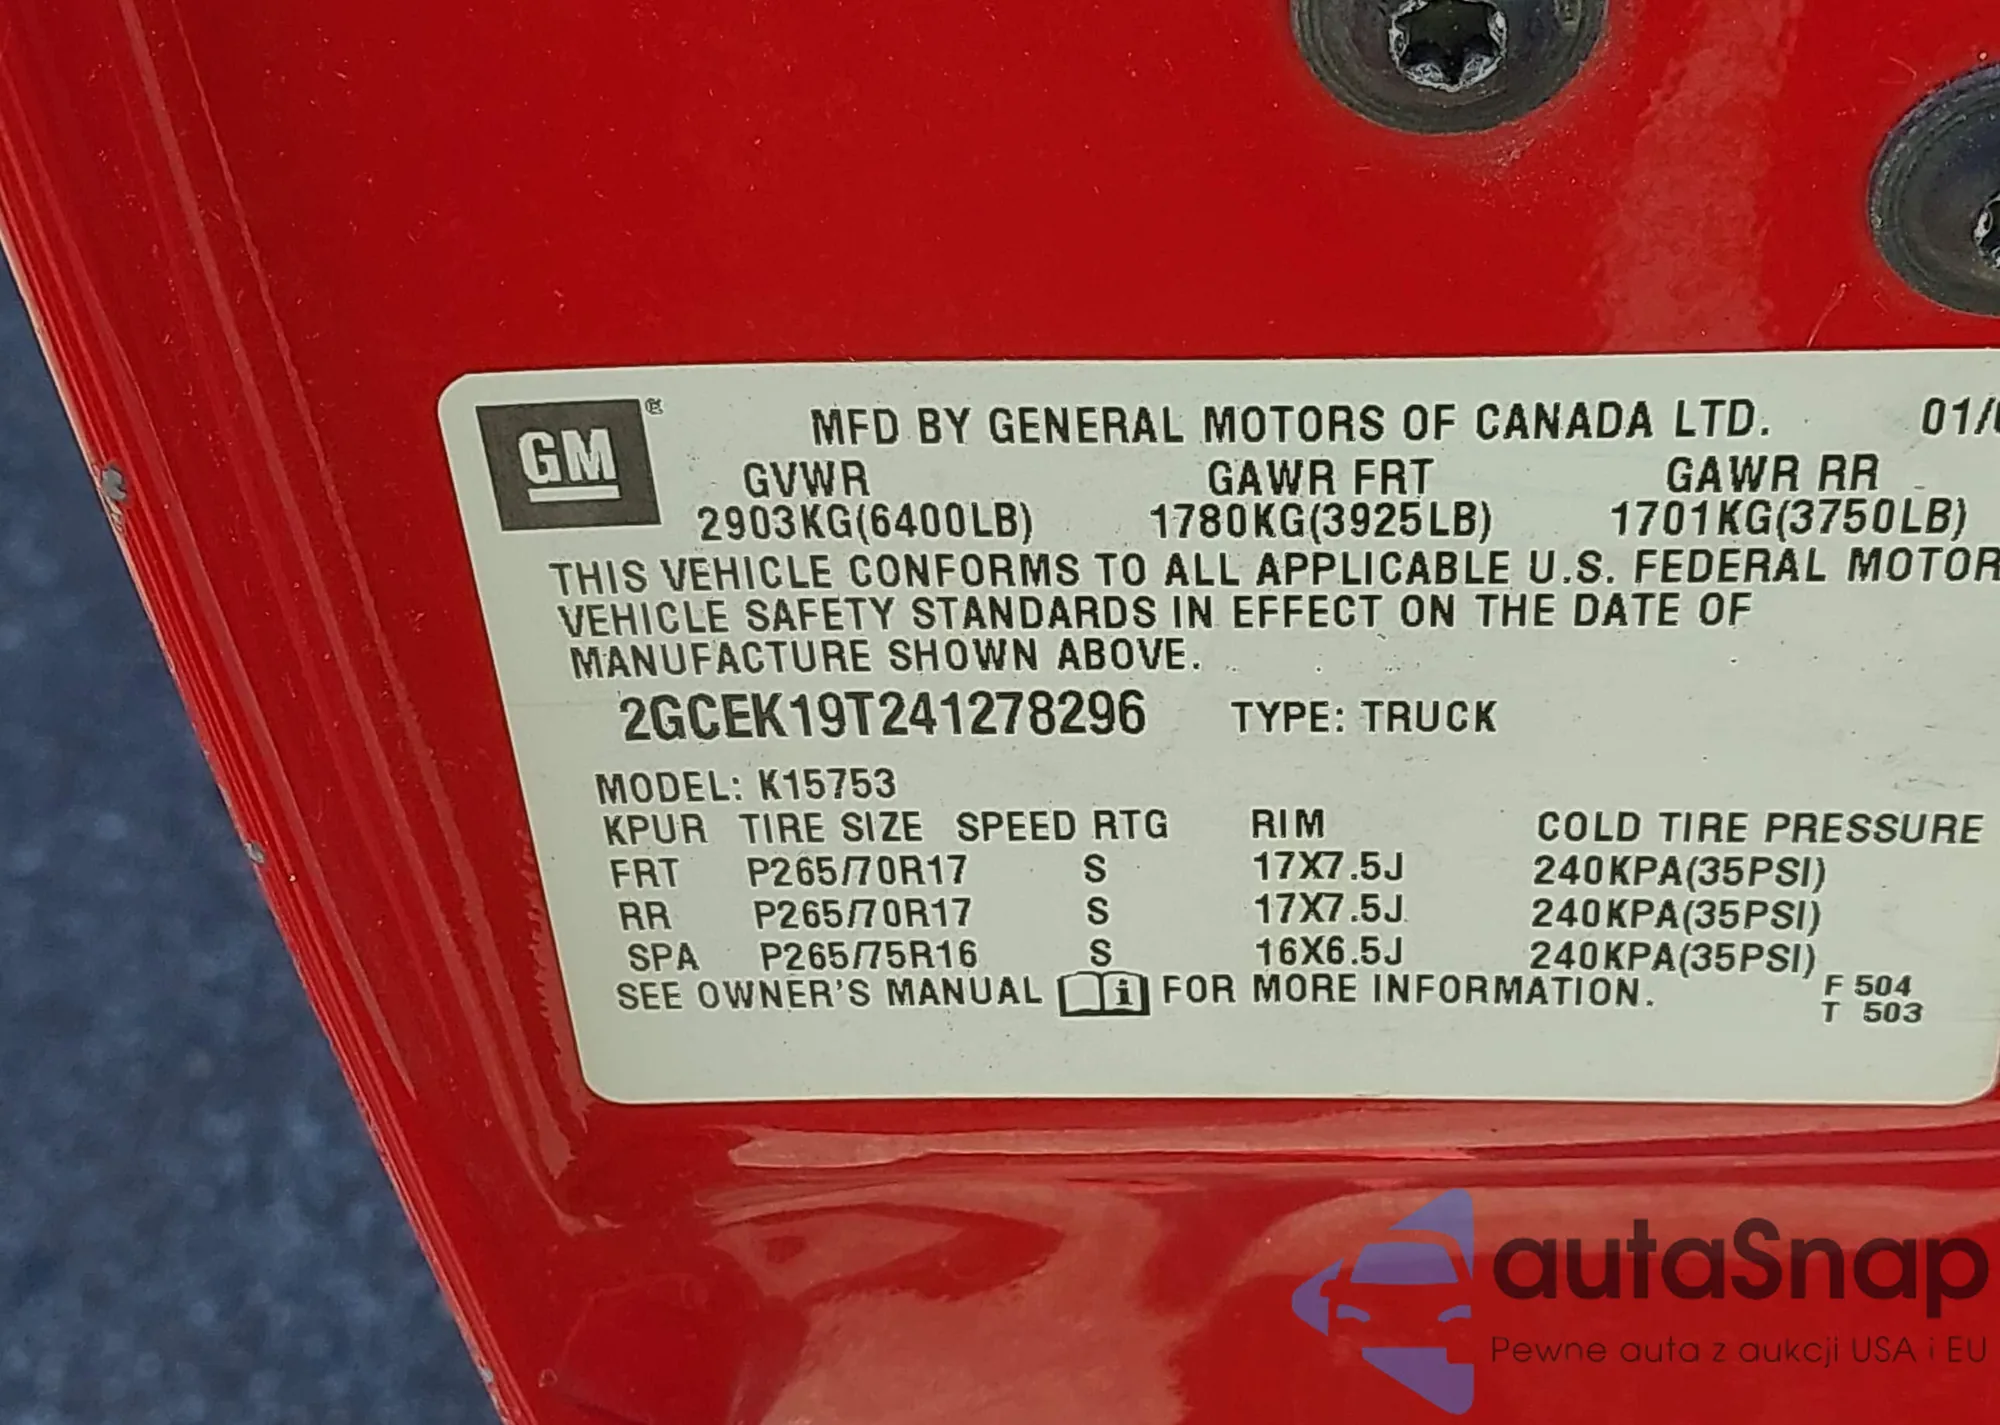 GM
MFD BY GENERAL MOTORS OF CANADA LTD. 01/0
GVWR GAWR FRT GAWR RR
2903KG(6400LB) 1780KG(3925LB) 1701KG(3750LB)
THIS VEHICLE CONFORMS TO ALL APPLICABLE U.S. FEDERAL MOTOR
VEHICLE SAFETY STANDARDS IN EFFECT ON THE DATE OF
MANUFACTURE SHOWN ABOVE.
2GCEK19T241278296 TYPE: TRUCK
MODEL: K15753
KPUR TIRE SIZE SPEED RTG RIM COLD TIRE PRESSURE
FRT P265/70R17 S 17X7.5J 240KPA(35PSI)
RR P265/70R17 S 17X7.5J 240KPA(35PSI)
SPA P265/75R16 S 16X6.5J 240KPA(35PSI)
SEE OWNER'S MANUAL i FOR MORE INFORMATION.
F 504
T 503
autaSnap
Pewne auta z aukcji USA i EU